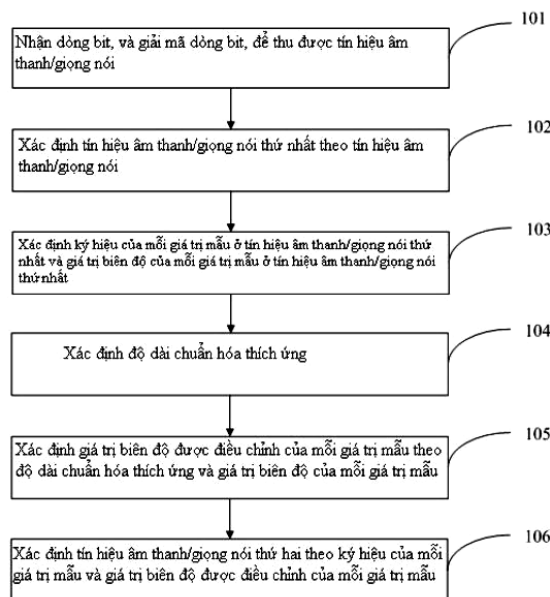 101
Nhận dòng bit, và giải mã dòng bit, để thu được tín hiệu âm
thanh/giọng nói
102
Xác định tín hiệu âm thanh/giọng nói thứ nhất theo tín hiệu âm
thanh/giọng nói
103
Xác định ký hiệu của mỗi giá trị mẫu ở tín hiệu âm thanh/giọng nói thứ
nhất và giá trị biên độ của mỗi giá trị mẫu ở tín hiệu âm thanh/giọng nói
thứ nhất
104
Xác định độ dài chuẩn hóa thích ứng
105
Xác định giá trị biên độ được điều chỉnh của mỗi giá trị mẫu theo
độ dài chuẩn hóa thích ứng và giá trị biên độ của mỗi giá trị mẫu
106
Xác định tín hiệu âm thanh/giọng nói thứ hai theo ký hiệu của mỗi
giá trị mẫu và giá trị biên độ được điều chỉnh của mỗi giá trị mẫu